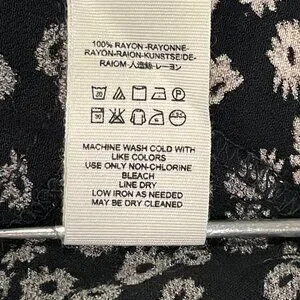 100% RAYON-RAYONNE-
RAYON-RAION-KUNSTSEIDE-
RAIOM-人造絲-レーヨン
MACHINE WASH COLD WITH
LIKE COLORS
USE ONLY NON-CHLORINE
BLEACH
LINE DRY
LOW IRON AS NEEDED
MAY BE DRY CLEANED